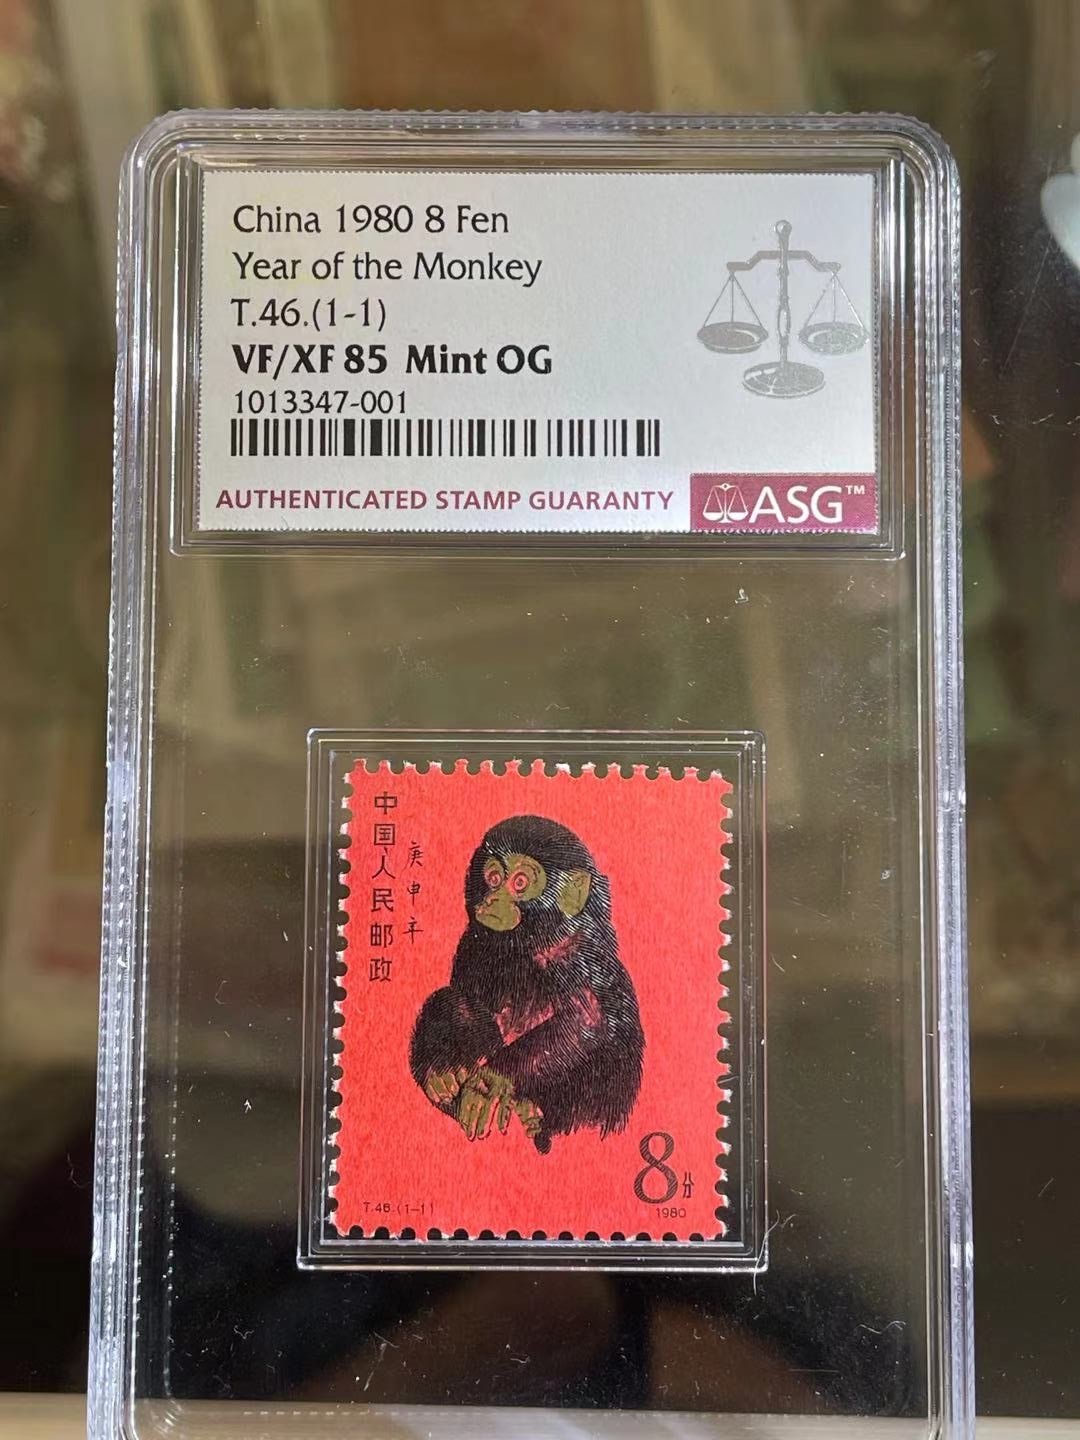 China 1980 8 Fen
Year of the Monkey
T.46.(1-1)
VF/XF 85 Mint OG
1013347-001
AUTHENTICATED STAMP GUARANTY
ASG™
中国人民邮政
庚申年
8分
1980
T.46.(1-1)